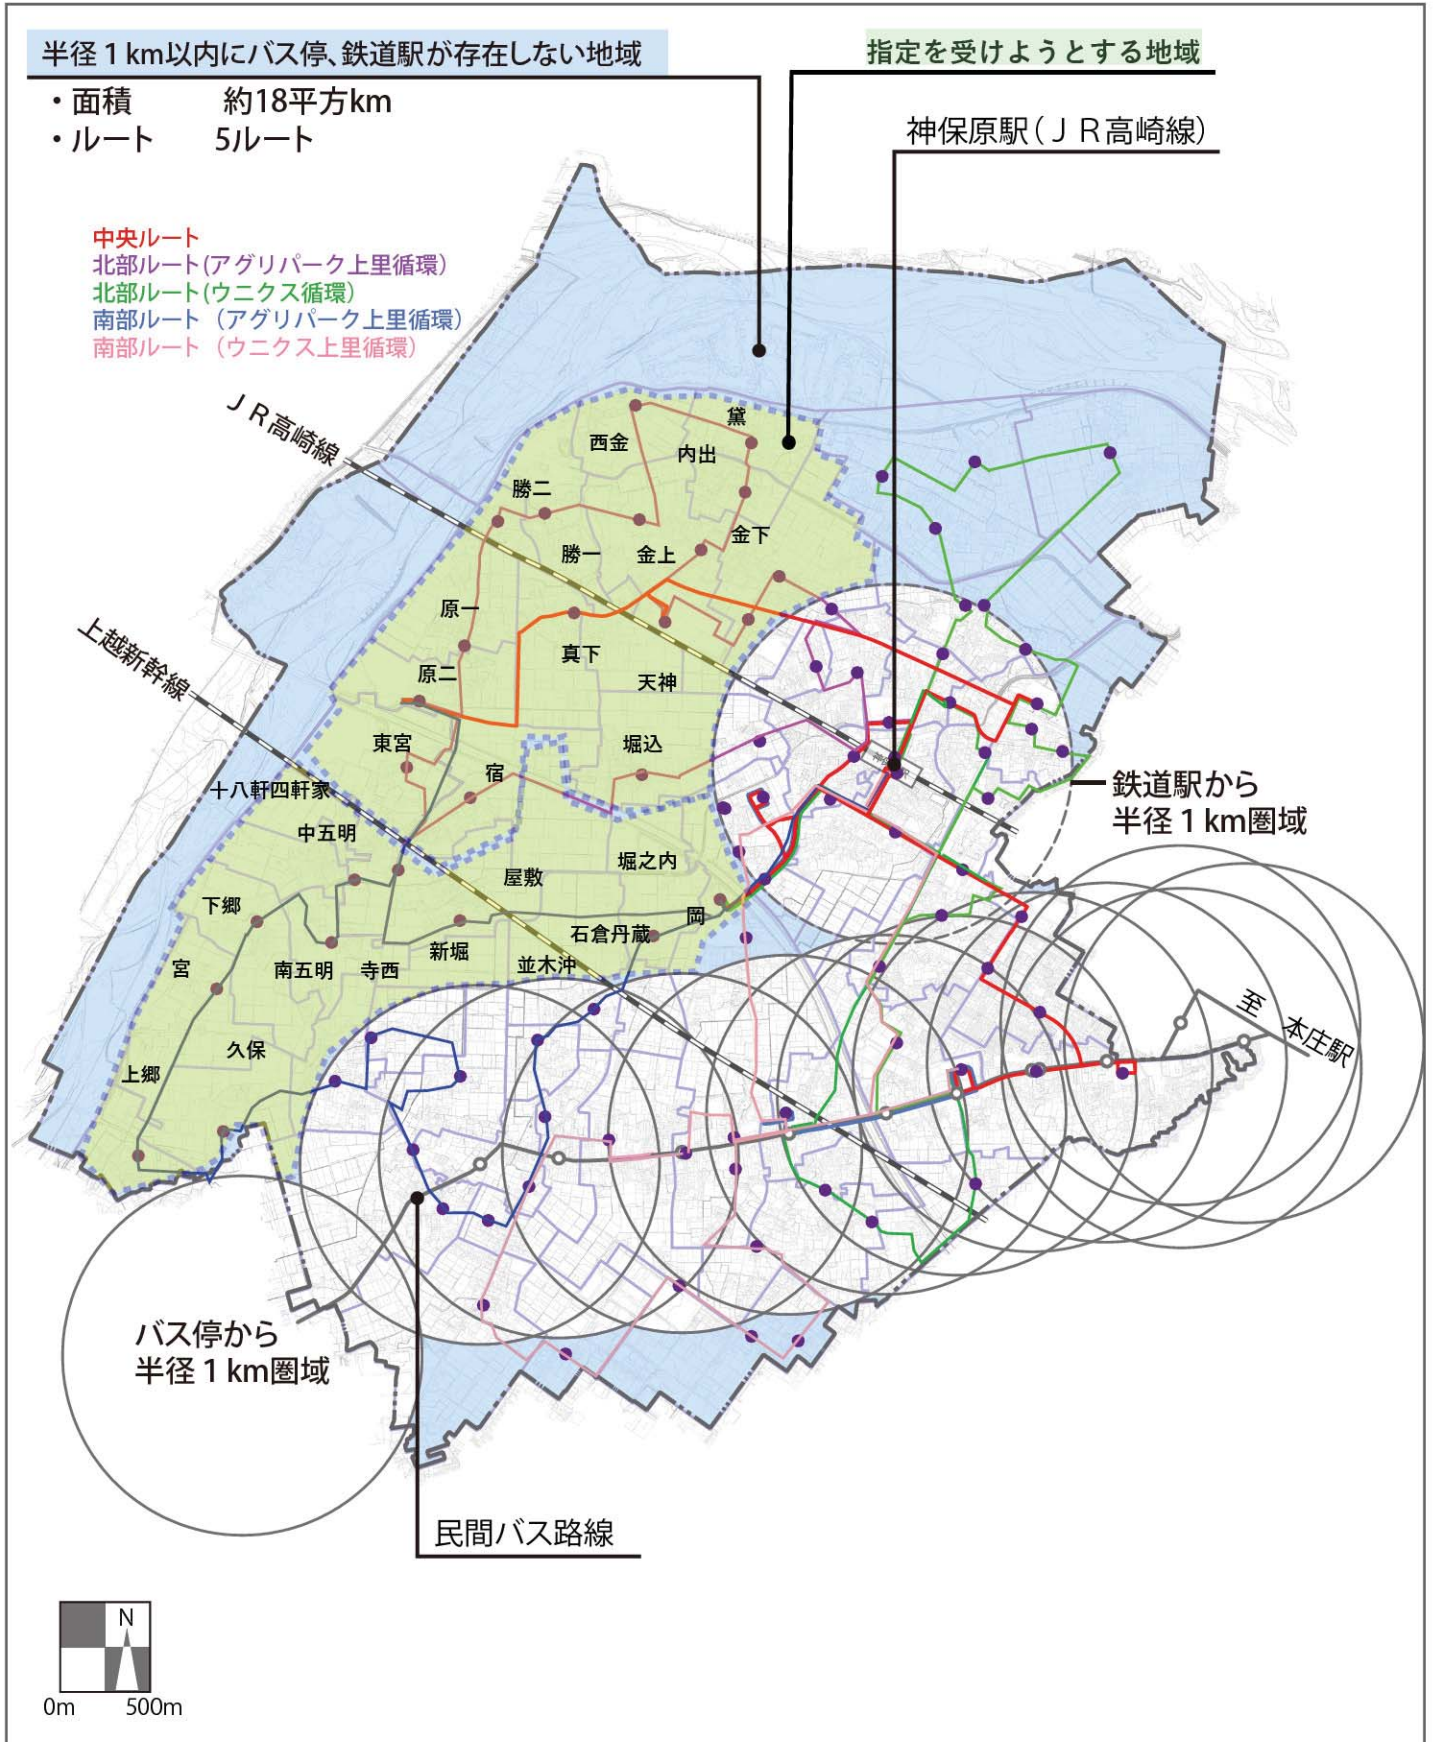 半径１km以内にバス停、鉄道駅が存在しない地域
・面積 約18平方km
・ルート 5ルート
指定を受けようとする地域
神保原駅（ＪＲ高崎線）
中央ルート
北部ルート(アグリパーク上里循環)
北部ルート(ウニクス循環)
南部ルート（アグリパーク上里循環)
南部ルート（ウニクス上里循環）
ＪＲ高崎線
上越新幹線
黛
西金
内出
勝二
金下
勝一
金上
原一
真下
原二
天神
東宮
堀込
宿
十八軒四軒家
中五明
堀之内
屋敷
下郷
岡
石倉丹蔵
新堀
宮
南五明
寺西
並木沖
久保
上郷
鉄道駅から
半径１km圏域
至 本庄駅
バス停から
半径１km圏域
民間バス路線
N
0m 500m